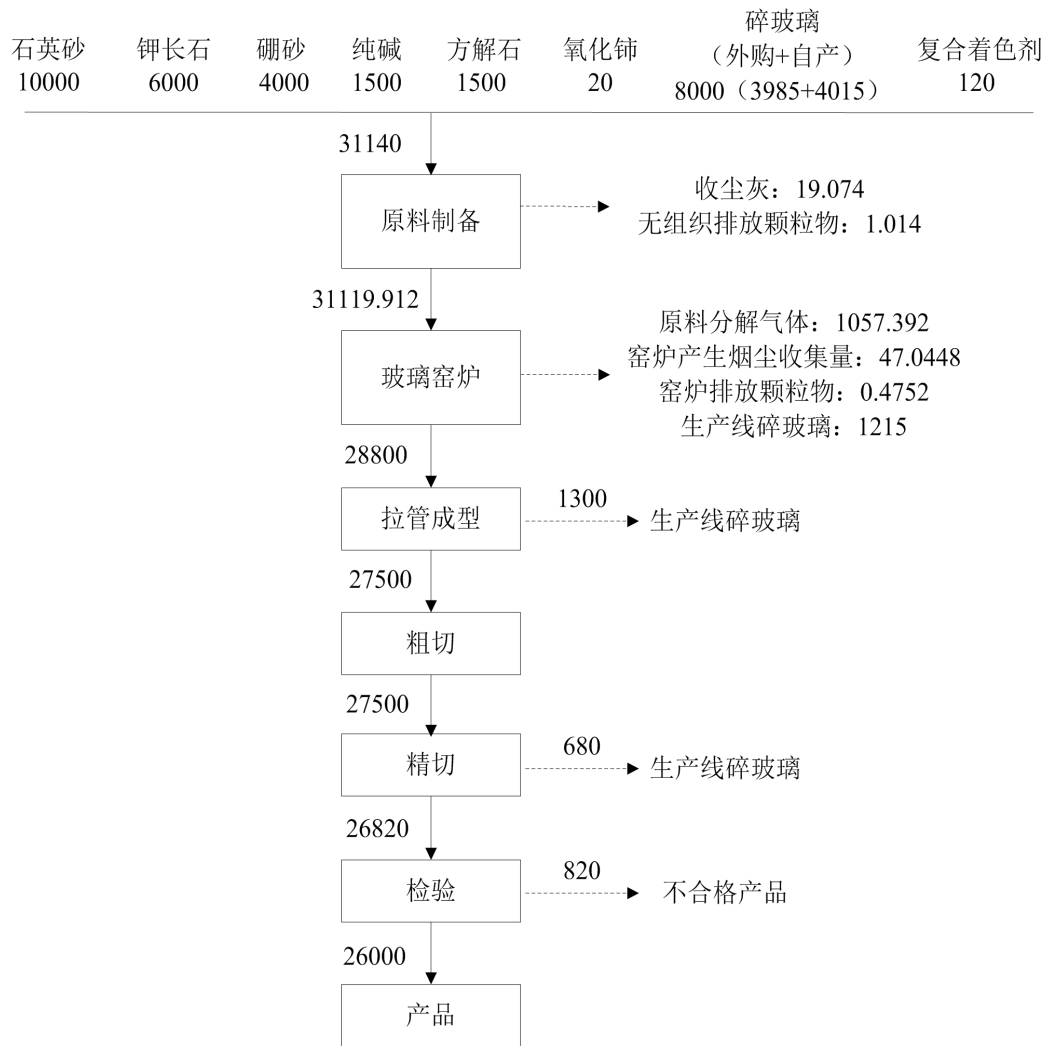 石英砂
10000
钾长石
6000
硼砂
4000
纯碱
1500
方解石
1500
氧化铈
20
碎玻璃
（外购+自产）
8000（3985+4015）
复合着色剂
120
31140
原料制备
收尘灰：19.074
无组织排放颗粒物：1.014
31119.912
玻璃窑炉
原料分解气体：1057.392
窑炉产生烟尘收集量：47.0448
窑炉排放颗粒物：0.4752
生产线碎玻璃：1215
28800
拉管成型
1300
生产线碎玻璃
27500
粗切
27500
精切
680
生产线碎玻璃
26820
检验
820
不合格产品
26000
产品